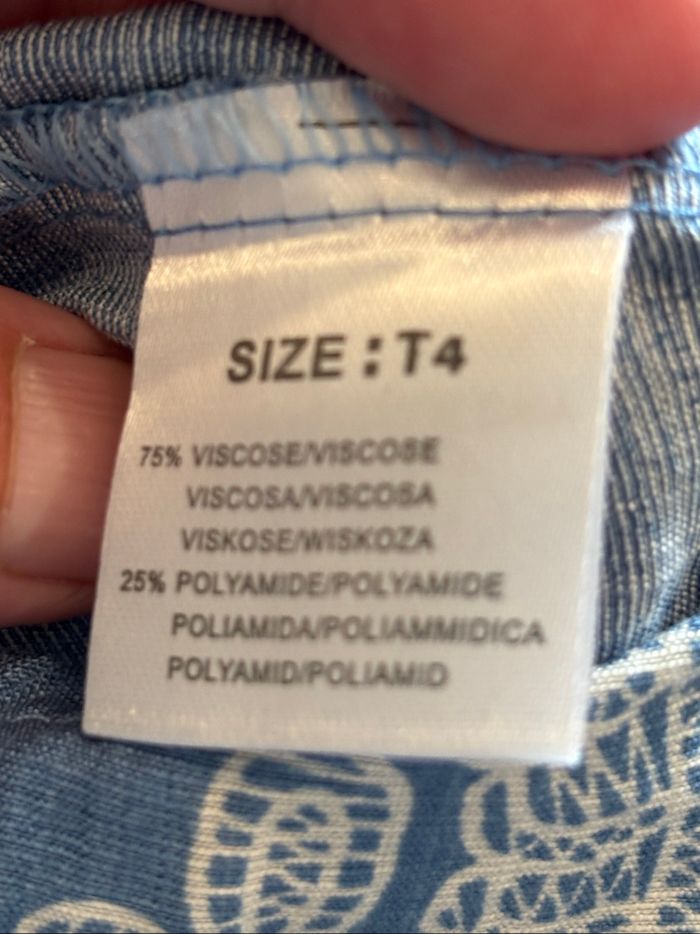 SIZE : T4
75% VISCOSE/VISCOSE
VISCOSA/VISCOSA
VISKOSE/WISKOZA
25% POLYAMIDE/POLYAMIDE
POLIAMIDA/POLIAMMIDICA
POLYAMID/POLIAMID